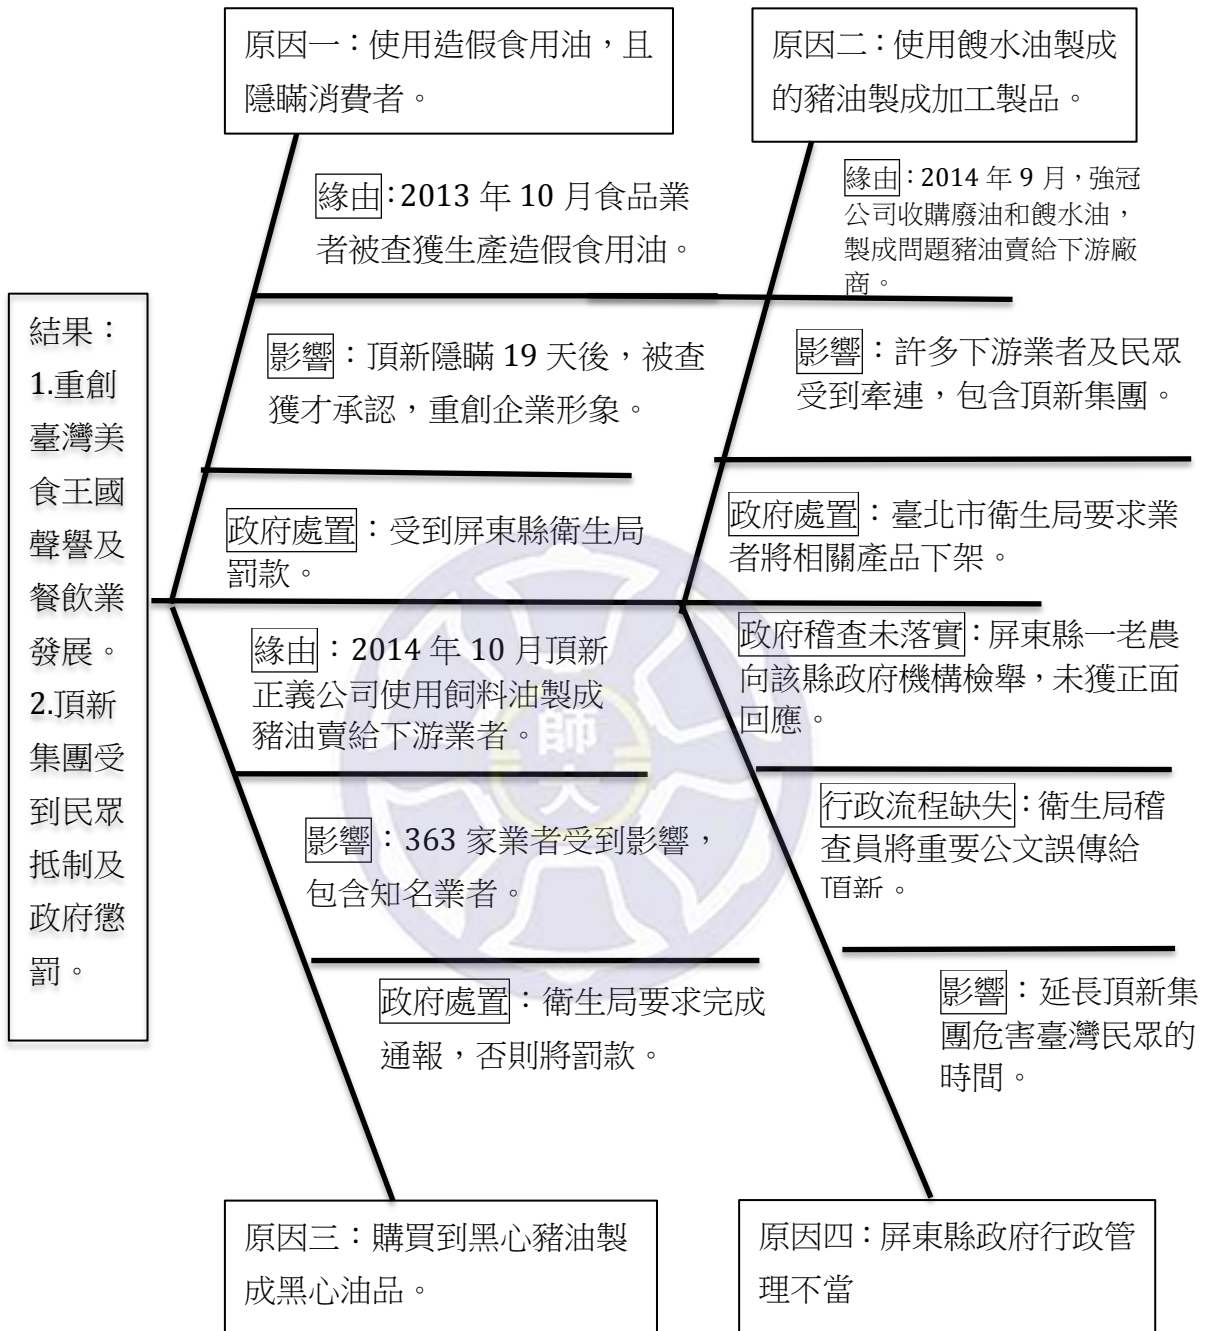 原因一：使用造假食用油，且
隱瞞消費者。
原因二：使用餿水油製成
的豬油製成加工製品。
緣由：2013 年 10 月食品業
者被查獲生產造假食用油。
緣由：2014 年 9 月，強冠
公司收購廢油和餿水油，
製成問題豬油賣給下游廠
商。
結果：
1.重創
臺灣美
食王國
聲譽及
餐飲業
發展。
2.頂新
集團受
到民眾
抵制及
政府懲
罰。
影響：頂新隱瞞 19 天後，被查
獲才承認，重創企業形象。
影響：許多下游業者及民眾
受到牽連，包含頂新集團。
政府處置：受到屏東縣衛生局
罰款。
政府處置：臺北市衛生局要求業
者將相關產品下架。
緣由：2014 年 10 月頂新
正義公司使用飼料油製成
豬油賣給下游業者。
政府稽查未落實：屏東縣一老農
向該縣政府機構檢舉，未獲正面
回應。
影響：363 家業者受到影響，
包含知名業者。
行政流程缺失：衛生局稽
查員將重要公文誤傳給
頂新。
政府處置：衛生局要求完成
通報，否則將罰款。
影響：延長頂新集
團危害臺灣民眾的
時間。
原因三：購買到黑心豬油製
成黑心油品。
原因四：屏東縣政府行政管
理不當
師
大